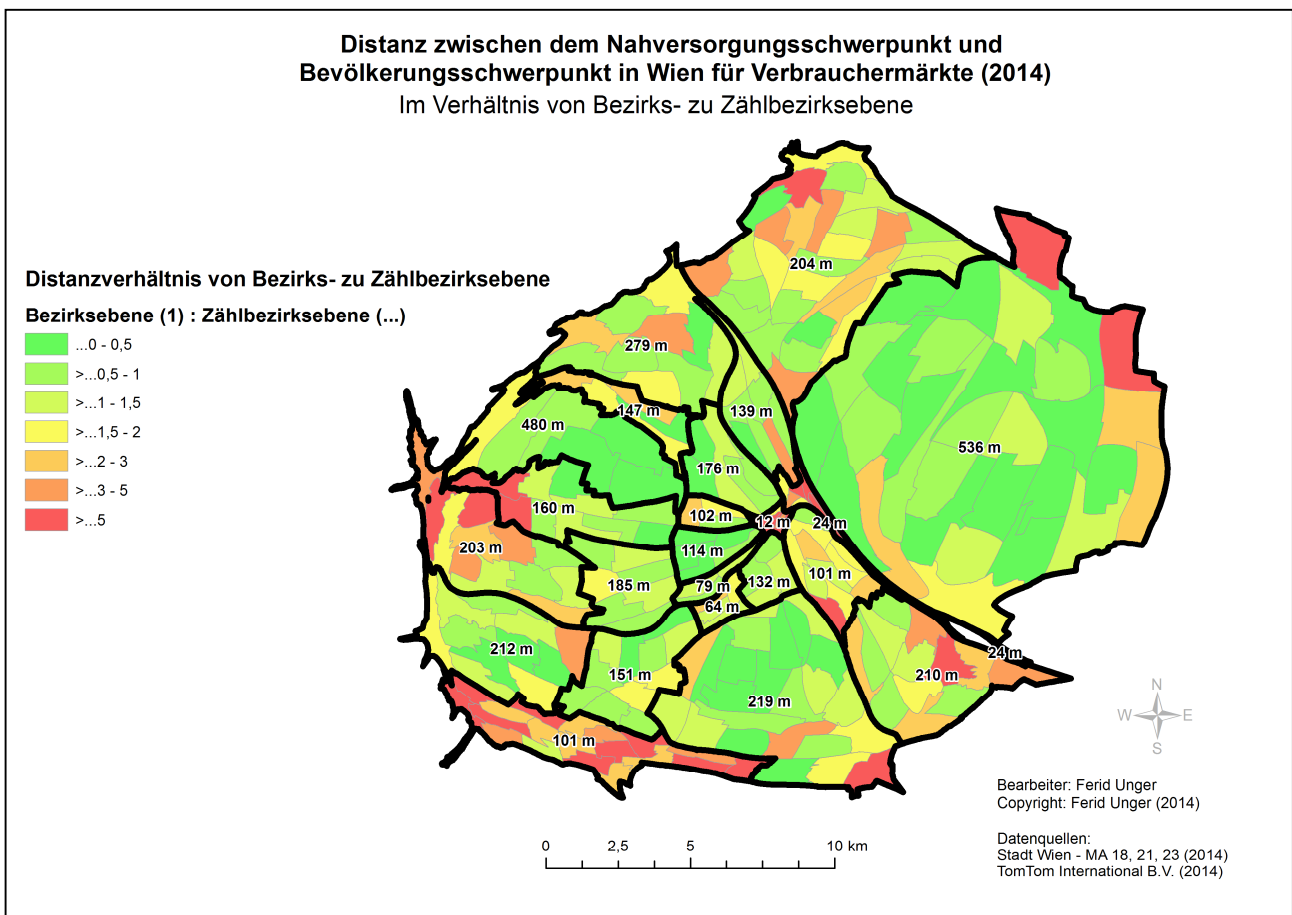 Distanz zwischen dem Nahversorgungsschwerpunkt und
Bevölkerungsschwerpunkt in Wien für Verbrauchermärkte (2014)
Im Verhältnis von Bezirks- zu Zählbezirksebene
Distanzverhältnis von Bezirks- zu Zählbezirksebene
Bezirksebene (1) : Zählbezirksebene (...)
...0 - 0,5
>...0,5 - 1
>...1 - 1,5
>...1,5 - 2
>...2 - 3
>...3 - 5
>...5
204 m
279 m
147 m
139 m
480 m
536 m
176 m
160 m
102 m
12 m
24 m
203 m
114 m
101 m
185 m
79 m
132 m
64 m
212 m
24 m
151 m
210 m
219 m
101 m
N
W
E
S
Bearbeiter: Ferid Unger
Copyright: Ferid Unger (2014)
Datenquellen:
Stadt Wien - MA 18, 21, 23 (2014)
TomTom International B.V. (2014)
0 2,5 5 10 km